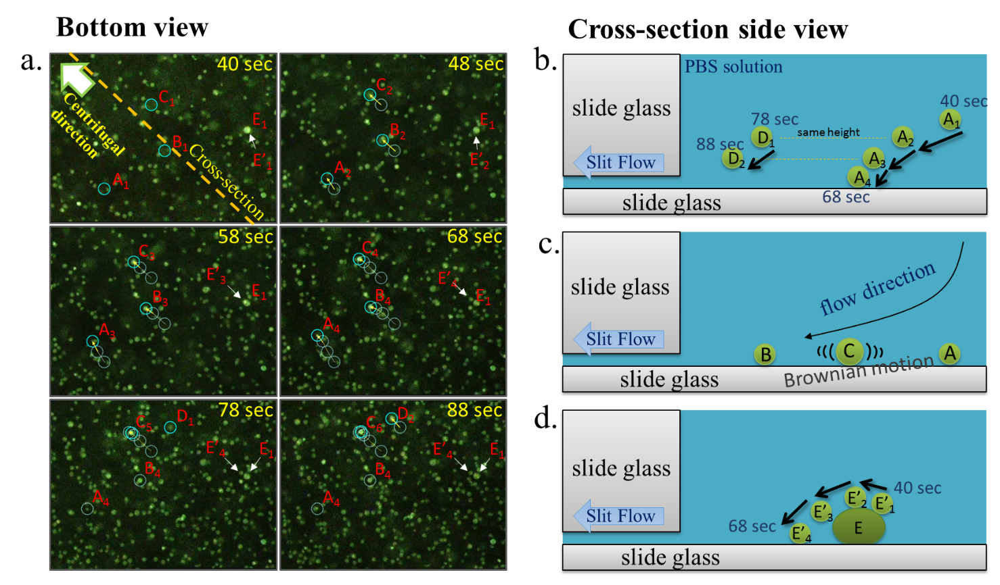 Bottom view
Cross-section side view
a.
40 sec
Centrifugal
direction
Cross-section
C1
B1
A1
E1
E’1
48 sec
C2
B2
A2
E1
E’2
58 sec
C3
B3
A3
E’3
E1
68 sec
C4
B4
A4
E’4
E1
78 sec
C5
D1
B4
A4
E’4
E1
88 sec
C6
D2
B4
A4
E’4
E1
b.
PBS solution
slide glass
40 sec
A1
78 sec
same height
D1
A2
88 sec
D2
A3
Slit Flow
A4
68 sec
slide glass
c.
slide glass
flow direction
Slit Flow
B
C
A
Brownian motion
slide glass
d.
slide glass
40 sec
E’2
E’1
E’3
Slit Flow
68 sec
E’4
E
slide glass